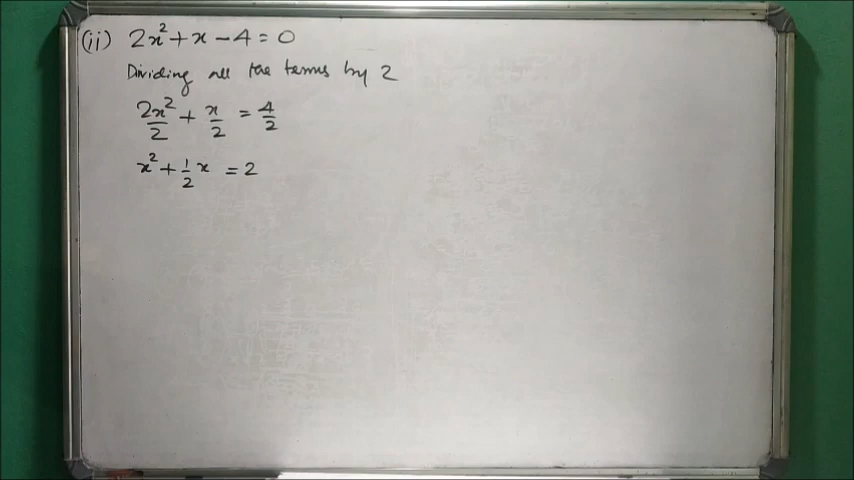 (ii) 2x² + x - 4 = 0
Dividing all the terms by 2
2x²/2 + x/2 = 4/2
x² + 1/2 x = 2